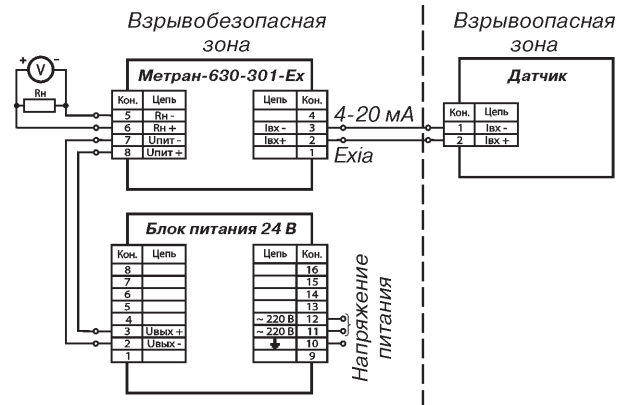 Взрывобезопасная
зона
Взрывоопасная
зона
+ V −
Rн
Метран-630-301-Ex
Кон. Цепь Цепь Кон.
5 Rн - 4
6 Rн + Iвх - 3
7 Uпит - Iвх+ 2
8 Uпит + 1
4-20 мА
Exia
Датчик
Кон. Цепь
1 Iвх -
2 Iвх +
Блок питания 24 В
Кон. Цепь Цепь Кон.
8 16
7 15
6 14
5 13
4 ~ 220 В 12
3 Uвых + ~ 220 В 11
2 Uвых - 10
1 9
Напряжение
питания